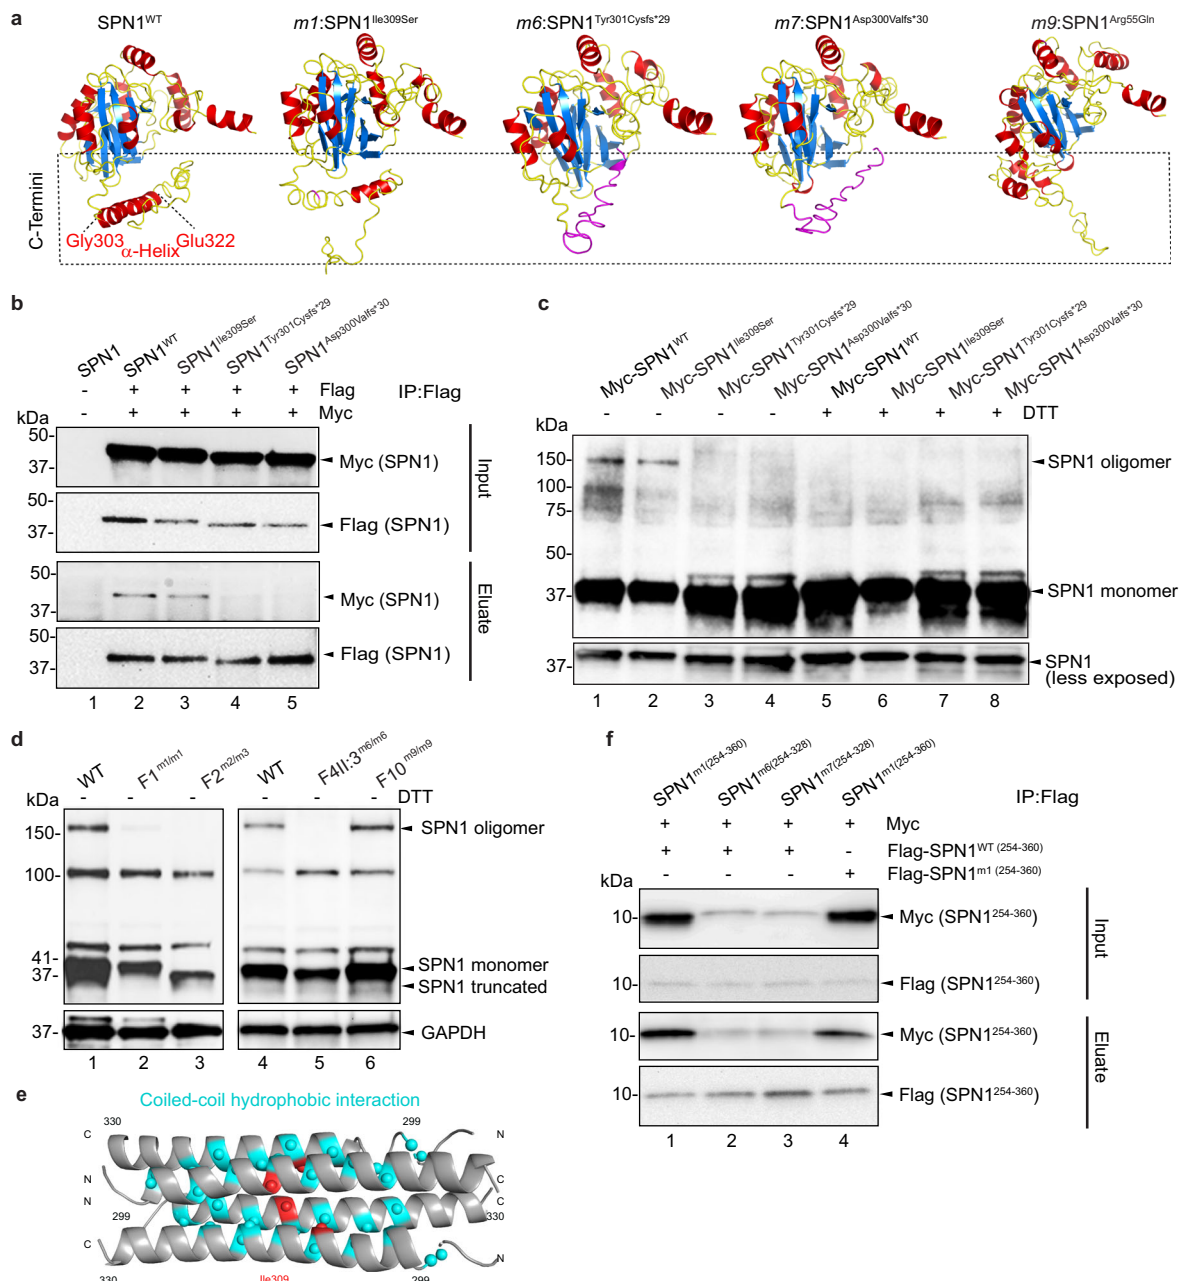 a
SPN1WT
m1:SPN1Ile309Ser
m6:SPN1Tyr301Cysfs*29
m7:SPN1Asp300Valfs*30
m9:SPN1Arg55Gln
C-Termini
Gly303
α-Helix
Glu322
b
SPN1
SPN1WT
SPN1Ile309Ser
SPN1Tyr301Cysfs*29
SPN1Asp300Valfs*30
- + + + + Flag
IP:Flag
- + + + + Myc
kDa
50-
37-
Myc (SPN1)
50-
37-
Flag (SPN1)
Input
50-
37-
Myc (SPN1)
50-
37-
Flag (SPN1)
Eluate
1 2 3 4 5
c
Myc-SPN1WT
Myc-SPN1Ile309Ser
Myc-SPN1Tyr301Cysfs*29
Myc-SPN1Asp300Valfs*30
Myc-SPN1WT
Myc-SPN1Ile309Ser
Myc-SPN1Tyr301Cysfs*29
Myc-SPN1Asp300Valfs*30
- - - - + + + + DTT
kDa
150-
SPN1 oligomer
100-
75-
50-
37-
SPN1 monomer
37-
SPN1
(less exposed)
1 2 3 4 5 6 7 8
d
WT
F1m1/m1
F2m2/m3
WT
F4II:3m6/m6
F10m9/m9
- - - - - - DTT
kDa
150-
SPN1 oligomer
100-
41-
37-
SPN1 monomer
SPN1 truncated
37-
GAPDH
1 2 3 4 5 6
e
Coiled-coil hydrophobic interaction
330
299
C
N
N
C
N
C
299
330
C
N
330
Ile309
299
f
SPN1m1(254-360)
SPN1m6(254-328)
SPN1m7(254-328)
SPN1m1(254-360)
IP:Flag
+ + + + Myc
+ + + - Flag-SPN1WT (254-360)
- - - + Flag-SPN1m1 (254-360)
kDa
10-
Myc (SPN1254-360)
10-
Flag (SPN1254-360)
Input
10-
Myc (SPN1254-360)
10-
Flag (SPN1254-360)
Eluate
1 2 3 4